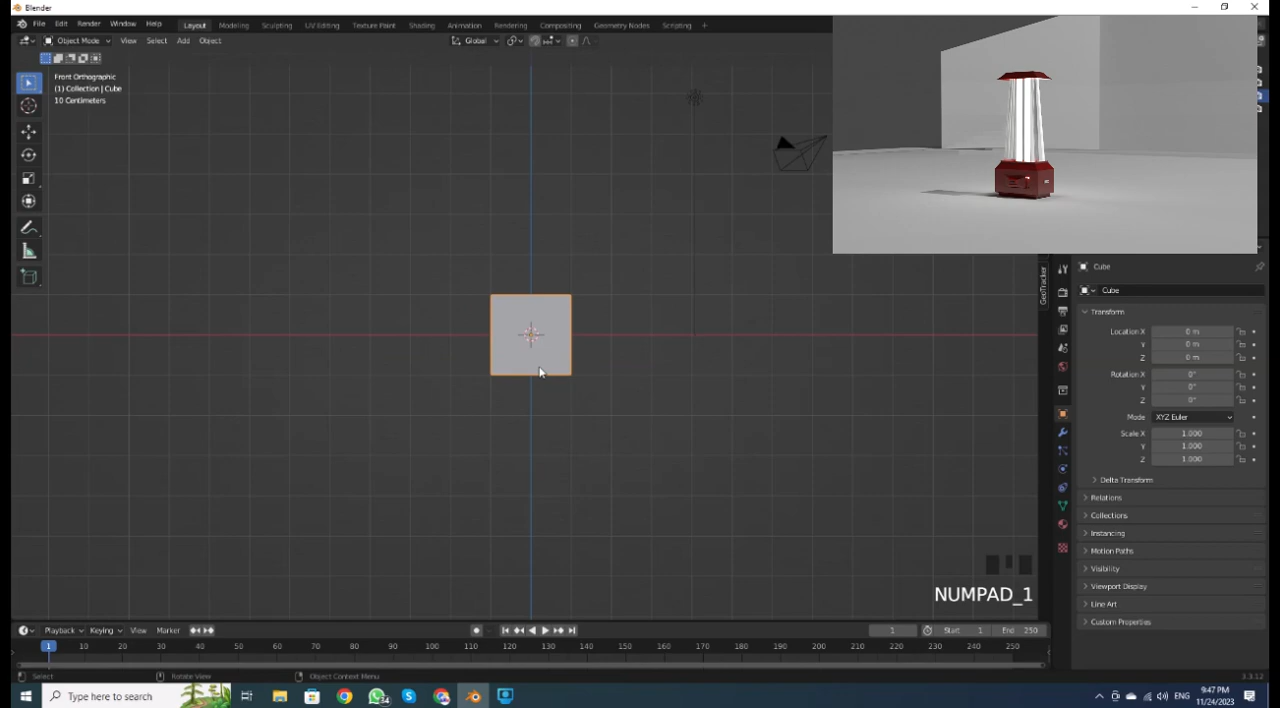 Blender
File Edit Render Window Help Layout Modeling Sculpting UV Editing Texture Paint Shading Animation Rendering Compositing Geometry Nodes Scripting +
Object Mode View Select Add Object Global
Front Orthographic
(1) Collection | Cube
10 Centimeters
GeoTracker
Cube
Cube
Transform
Location X 0 m
Y 0 m
Z 0 m
Rotation X 0°
Y 0°
Z 0°
Mode XYZ Euler
Scale X 1.000
Y 1.000
Z 1.000
Delta Transform
Relations
Collections
Instancing
Motion Paths
Visibility
Viewport Display
Line Art
Custom Properties
NUMPAD_1
Playback Keying View Marker 1 Start 1 End 250
1 10 20 30 40 50 60 70 80 90 100 110 120 130 140 150 160 170 180 190 200 210 220 230 240 250
Select Rotate View Object Context Menu 3.3.12
Type here to search 34 ENG 9:47 PM
11/24/2023